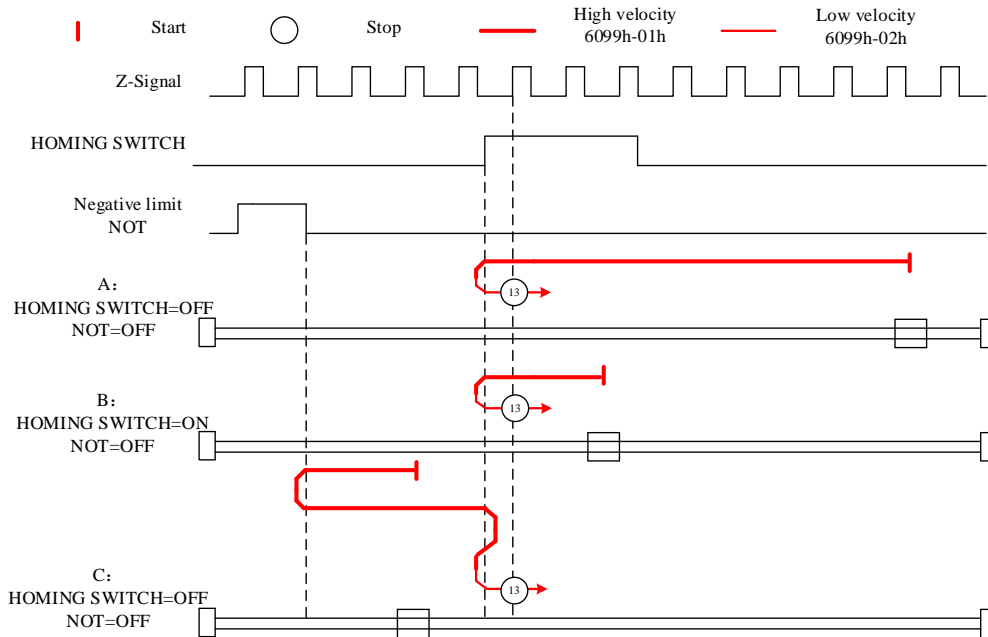 Start
Stop
High velocity
6099h-01h
Low velocity
6099h-02h
Z-Signal
HOMING SWITCH
Negative limit
NOT
A：
HOMING SWITCH=OFF
NOT=OFF
13
B：
HOMING SWITCH=ON
NOT=OFF
13
C：
HOMING SWITCH=OFF
NOT=OFF
13